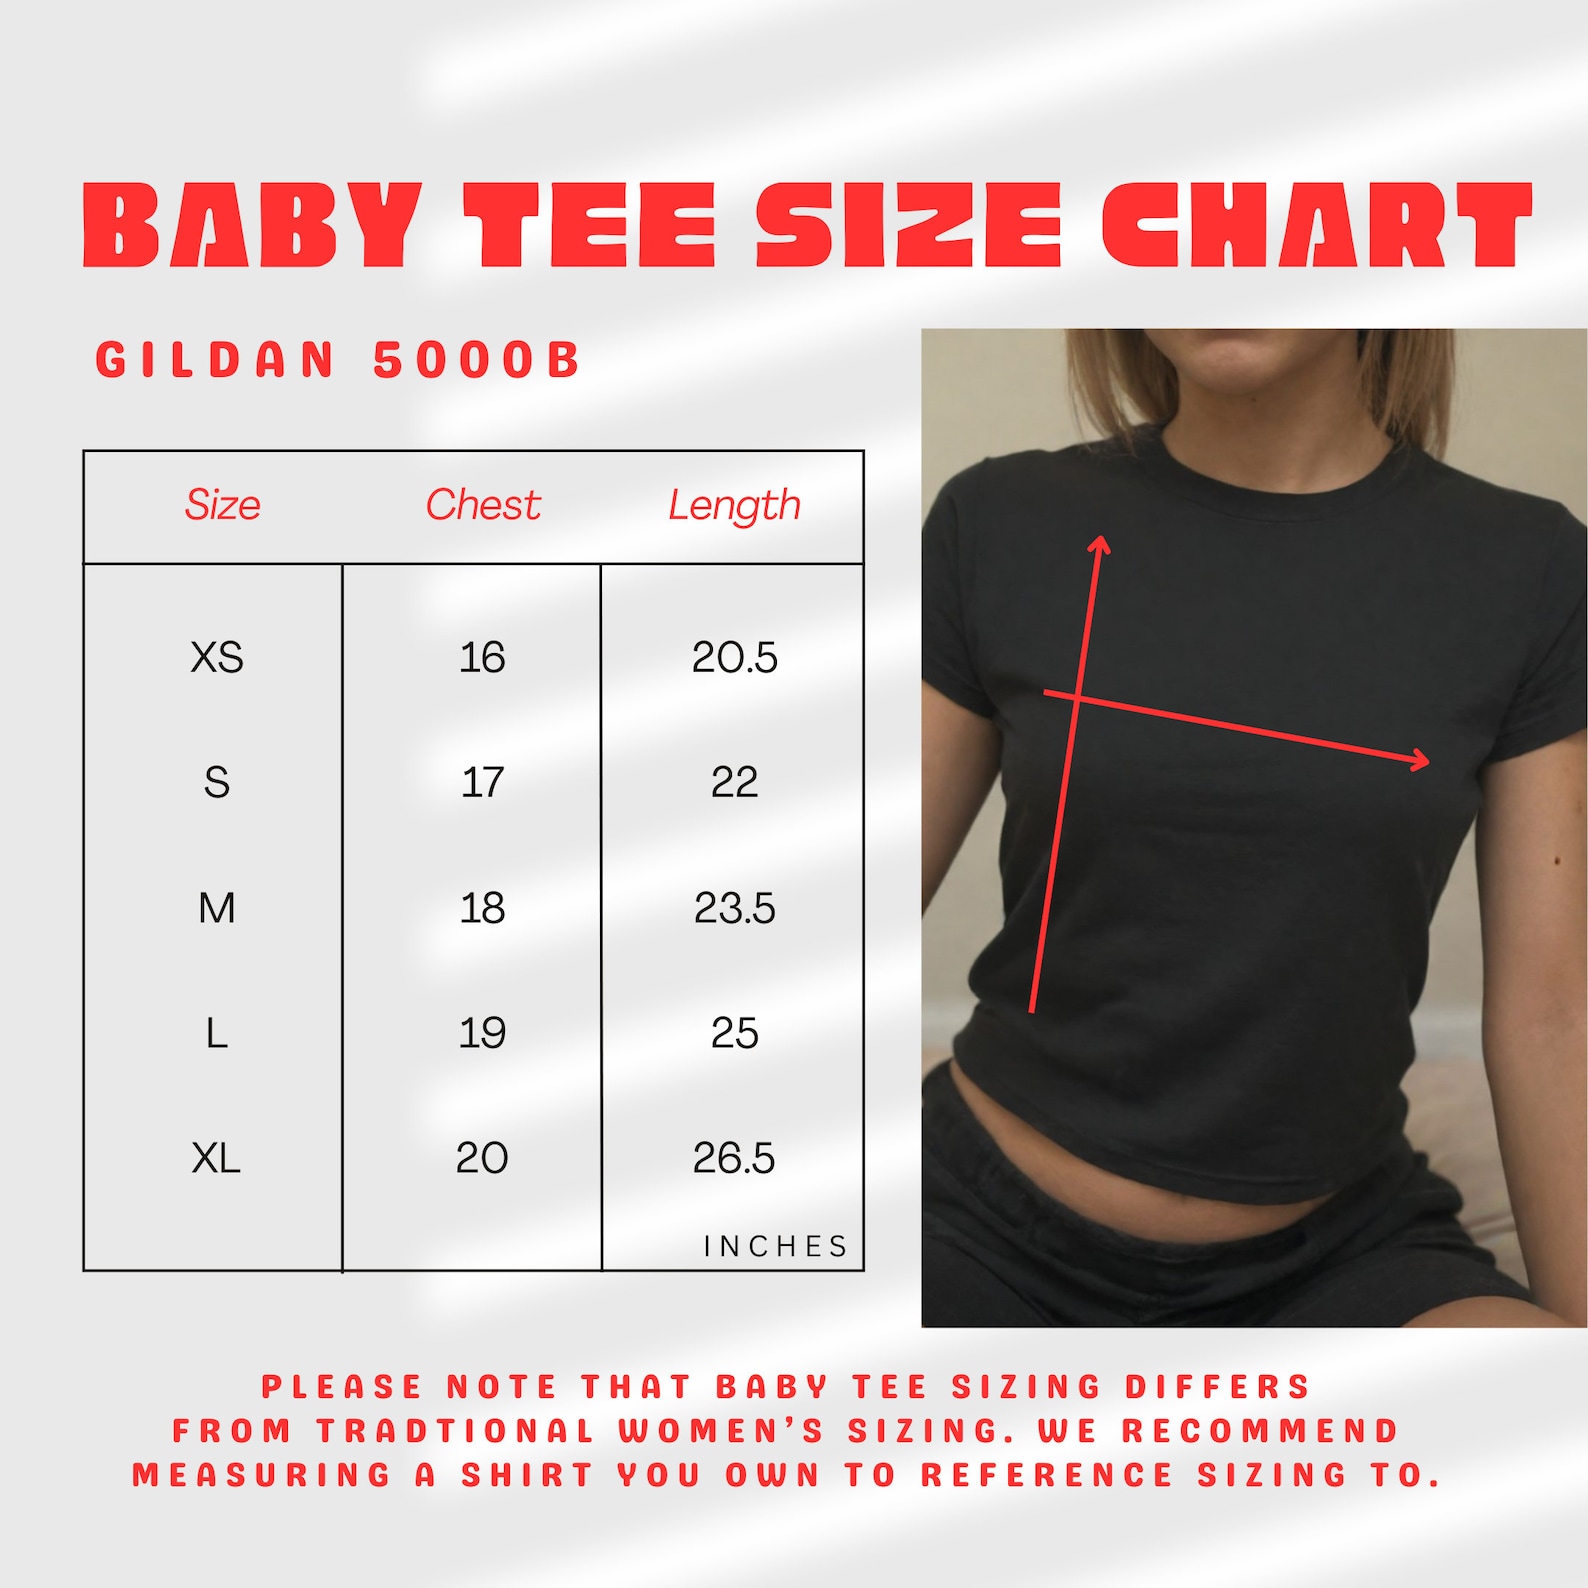 BABY TEE SIZE CHART
GILDAN 5000B
Size Chest Length
XS 16 20.5
S 17 22
M 18 23.5
L 19 25
XL 20 26.5
INCHES
PLEASE NOTE THAT BABY TEE SIZING DIFFERS
FROM TRADTIONAL WOMEN'S SIZING. WE RECOMMEND
MEASURING A SHIRT YOU OWN TO REFERENCE SIZING TO.